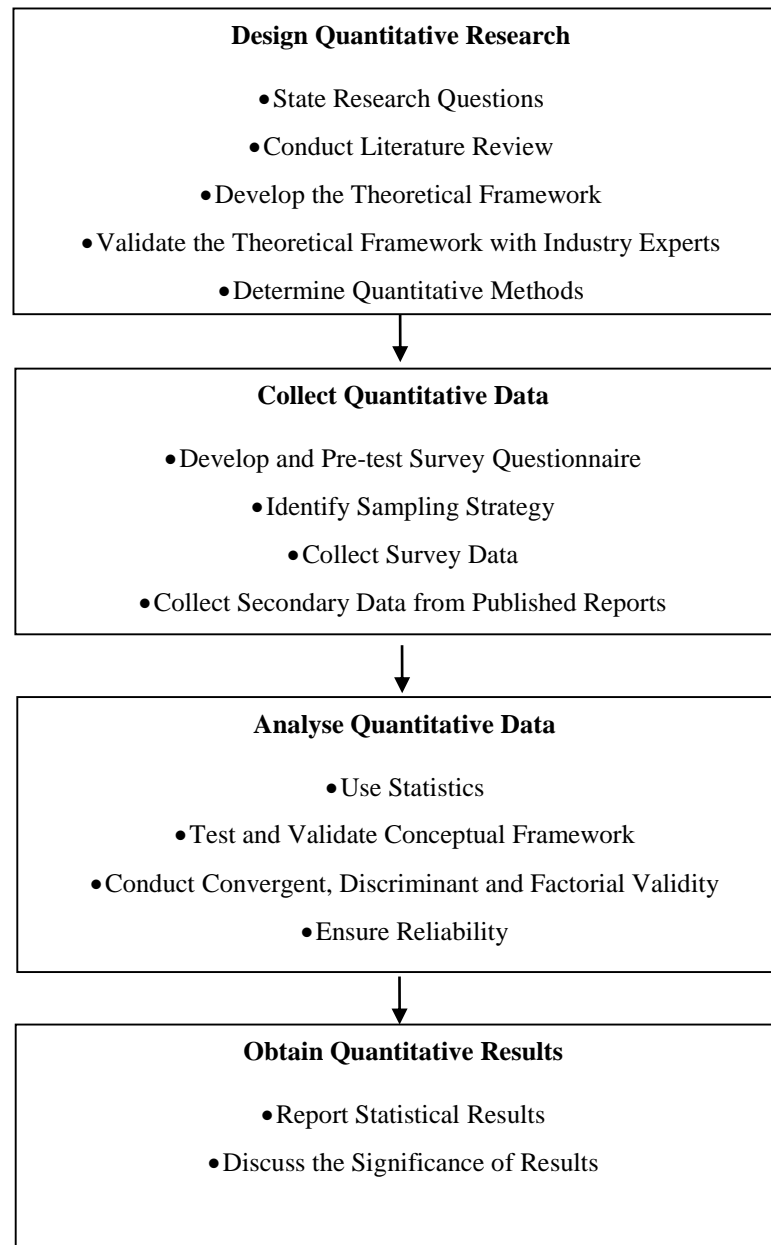 Design Quantitative Research
•State Research Questions
•Conduct Literature Review
•Develop the Theoretical Framework
•Validate the Theoretical Framework with Industry Experts
•Determine Quantitative Methods
Collect Quantitative Data
•Develop and Pre-test Survey Questionnaire
•Identify Sampling Strategy
•Collect Survey Data
•Collect Secondary Data from Published Reports
Analyse Quantitative Data
•Use Statistics
•Test and Validate Conceptual Framework
•Conduct Convergent, Discriminant and Factorial Validity
•Ensure Reliability
Obtain Quantitative Results
•Report Statistical Results
•Discuss the Significance of Results